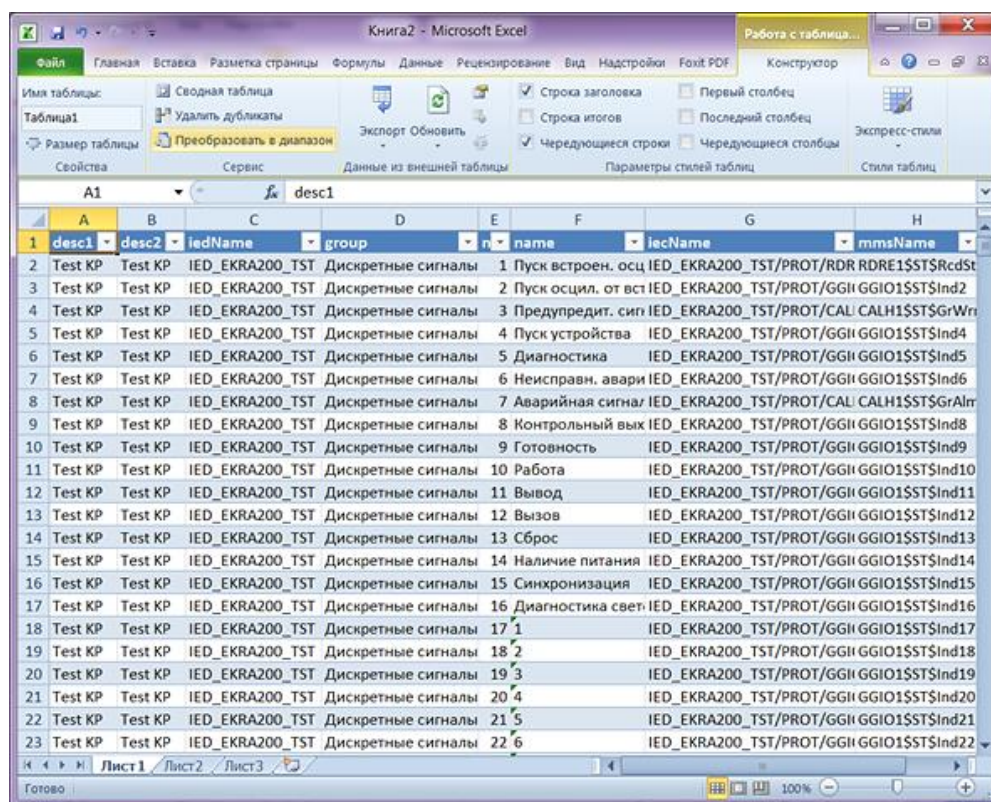 Книга2 - Microsoft Excel
Работа с таблица...
Файл Главная Вставка Разметка страницы Формулы Данные Рецензирование Вид Надстройки Foxit PDF Конструктор
Имя таблицы: Сводная таблица Строка заголовка Первый столбец
Таблица1 Удалить дубликаты Экспорт Обновить Строка итогов Последний столбец Экспресс-стили
Размер таблицы Преобразовать в диапазон Чередующиеся строки Чередующиеся столбцы
Свойства Сервис Данные из внешней таблицы Параметры стилей таблиц Стили таблиц
A1 fx desc1
A B C D E F G H
1 desc1 desc2 iedName group n name iecName mmsName
2 Test KP Test KP IED_EKRA200_TST Дискретные сигналы 1 Пуск встроен. осц IED_EKRA200_TST/PROT/RDR RDRE1$ST$RcdSt
3 Test KP Test KP IED_EKRA200_TST Дискретные сигналы 2 Пуск осцил. от вст IED_EKRA200_TST/PROT/GGI GGIO1$ST$Ind2
4 Test KP Test KP IED_EKRA200_TST Дискретные сигналы 3 Предупредит. сигн IED_EKRA200_TST/PROT/CAL CALH1$ST$GrWrn
5 Test KP Test KP IED_EKRA200_TST Дискретные сигналы 4 Пуск устройства IED_EKRA200_TST/PROT/GGI GGIO1$ST$Ind4
6 Test KP Test KP IED_EKRA200_TST Дискретные сигналы 5 Диагностика IED_EKRA200_TST/PROT/GGI GGIO1$ST$Ind5
7 Test KP Test KP IED_EKRA200_TST Дискретные сигналы 6 Неисправн. авари IED_EKRA200_TST/PROT/GGI GGIO1$ST$Ind6
8 Test KP Test KP IED_EKRA200_TST Дискретные сигналы 7 Аварийная сигнал IED_EKRA200_TST/PROT/CAL CALH1$ST$GrAlm
9 Test KP Test KP IED_EKRA200_TST Дискретные сигналы 8 Контрольный вых IED_EKRA200_TST/PROT/GGI GGIO1$ST$Ind8
10 Test KP Test KP IED_EKRA200_TST Дискретные сигналы 9 Готовность IED_EKRA200_TST/PROT/GGI GGIO1$ST$Ind9
11 Test KP Test KP IED_EKRA200_TST Дискретные сигналы 10 Работа IED_EKRA200_TST/PROT/GGI GGIO1$ST$Ind10
12 Test KP Test KP IED_EKRA200_TST Дискретные сигналы 11 Вывод IED_EKRA200_TST/PROT/GGI GGIO1$ST$Ind11
13 Test KP Test KP IED_EKRA200_TST Дискретные сигналы 12 Вызов IED_EKRA200_TST/PROT/GGI GGIO1$ST$Ind12
14 Test KP Test KP IED_EKRA200_TST Дискретные сигналы 13 Сброс IED_EKRA200_TST/PROT/GGI GGIO1$ST$Ind13
15 Test KP Test KP IED_EKRA200_TST Дискретные сигналы 14 Наличие питания IED_EKRA200_TST/PROT/GGI GGIO1$ST$Ind14
16 Test KP Test KP IED_EKRA200_TST Дискретные сигналы 15 Синхронизация IED_EKRA200_TST/PROT/GGI GGIO1$ST$Ind15
17 Test KP Test KP IED_EKRA200_TST Дискретные сигналы 16 Диагностика свет IED_EKRA200_TST/PROT/GGI GGIO1$ST$Ind16
18 Test KP Test KP IED_EKRA200_TST Дискретные сигналы 17 1 IED_EKRA200_TST/PROT/GGI GGIO1$ST$Ind17
19 Test KP Test KP IED_EKRA200_TST Дискретные сигналы 18 2 IED_EKRA200_TST/PROT/GGI GGIO1$ST$Ind18
20 Test KP Test KP IED_EKRA200_TST Дискретные сигналы 19 3 IED_EKRA200_TST/PROT/GGI GGIO1$ST$Ind19
21 Test KP Test KP IED_EKRA200_TST Дискретные сигналы 20 4 IED_EKRA200_TST/PROT/GGI GGIO1$ST$Ind20
22 Test KP Test KP IED_EKRA200_TST Дискретные сигналы 21 5 IED_EKRA200_TST/PROT/GGI GGIO1$ST$Ind21
23 Test KP Test KP IED_EKRA200_TST Дискретные сигналы 22 6 IED_EKRA200_TST/PROT/GGI GGIO1$ST$Ind22
Лист1 Лист2 Лист3
Готово 100%